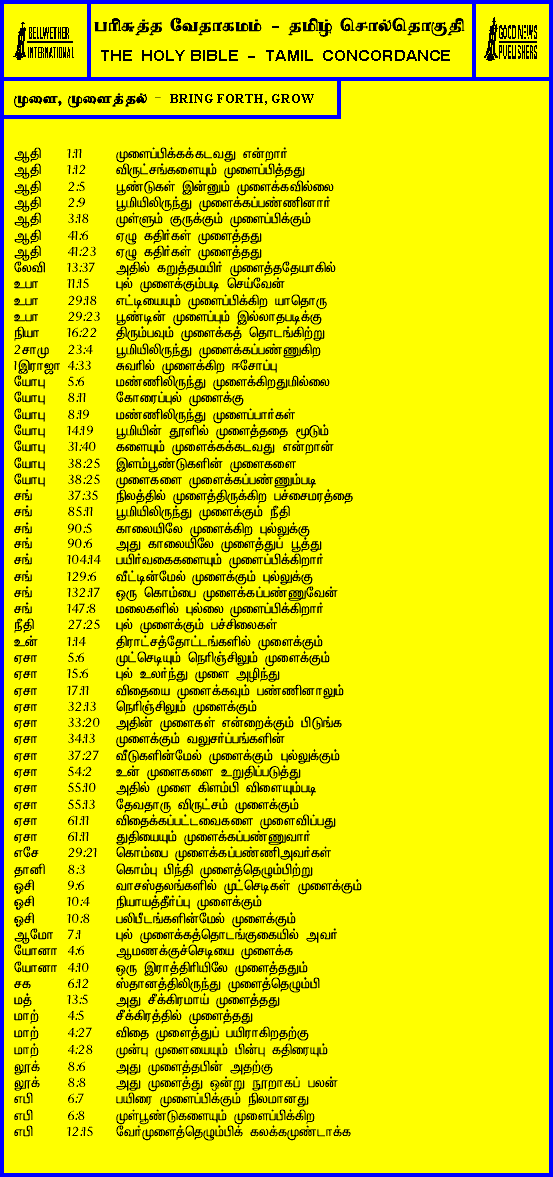 BELLWETHER
INTERNATIONAL
பரிசுத்த வேதாகமம் - தமிழ் சொல்தொகுதி
THE HOLY BIBLE - TAMIL CONCORDANCE
GOOD NEWS
PUBLISHERS
முளை, முளைத்தல் - BRING FORTH, GROW
ஆதி 1:11 முளைப்பிக்கக்கடவது என்றார்
ஆதி 1:12 விருட்சங்களையும் முளைப்பித்தது
ஆதி 2:5 பூண்டுகள் இன்னும் முளைக்கவில்லை
ஆதி 2:9 பூமியிலிருந்து முளைக்கப்பண்ணினார்
ஆதி 3:18 முள்ளும் குருக்கும் முளைப்பிக்கும்
ஆதி 41:6 ஏழு கதிர்கள் முளைத்தது
ஆதி 41:23 ஏழு கதிர்கள் முளைத்தது
லேவி 13:37 அதில் கறுத்தமயிர் முளைத்ததேயாகில்
உபா 11:15 புல் முளைக்கும்படி செய்வேன்
உபா 29:18 எட்டியையும் முளைப்பிக்கிற யாதொரு
உபா 29:23 பூண்டின் முளைப்பும் இல்லாதபடிக்கு
நியா 16:22 திரும்பவும் முளைக்கத் தொடங்கிற்று
2சாமு 23:4 பூமியிலிருந்து முளைக்கப்பண்ணுகிற
1இராஜா 4:33 சுவரில் முளைக்கிற ஈசோப்பு
யோபு 5:6 மண்ணிலிருந்து முளைக்கிறதுமில்லை
யோபு 8:11 கோரைப்புல் முளைக்கு
யோபு 8:19 மண்ணிலிருந்து முளைப்பார்கள்
யோபு 14:19 பூமியின் தூளில் முளைத்ததை மூடும்
யோபு 31:40 களையும் முளைக்கக்கடவது என்றான்
யோபு 38:25 இளம்பூண்டுகளின் முளைகளை
யோபு 38:25 முளைகளை முளைக்கப்பண்ணும்படி
சங் 37:35 நிலத்தில் முளைத்திருக்கிற பச்சைமரத்தை
சங் 85:11 பூமியிலிருந்து முளைக்கும் நீதி
சங் 90:5 காலையிலே முளைக்கிற புல்லுக்கு
சங் 90:6 அது காலையிலே முளைத்துப் பூத்து
சங் 104:14 பயிர்வகைகளையும் முளைப்பிக்கிறார்
சங் 129:6 வீட்டின்மேல் முளைக்கும் புல்லுக்கு
சங் 132:17 ஒரு கொம்பை முளைக்கப்பண்ணுவேன்
சங் 147:8 மலைகளில் புல்லை முளைப்பிக்கிறார்
நீதி 27:25 புல் முளைக்கும் பச்சிலைகள்
உன் 1:14 திராட்சத்தோட்டங்களில் முளைக்கும்
ஏசா 5:6 முட்செடியும் நெரிஞ்சிலும் முளைக்கும்
ஏசா 15:6 புல் உலர்ந்து முளை அழிந்து
ஏசா 17:11 விதையை முளைக்கவும் பண்ணினாலும்
ஏசா 32:13 நெரிஞ்சிலும் முளைக்கும்
ஏசா 33:20 அதின் முளைகள் என்றைக்கும் பிடுங்க
ஏசா 34:13 முளைக்கும் வலுசர்ப்பங்களின்
ஏசா 37:27 வீடுகளின்மேல் முளைக்கும் புல்லுக்கும்
ஏசா 54:2 உன் முளைகளை உறுதிப்படுத்து
ஏசா 55:10 அதில் முளை கிளம்பி விளையும்படி
ஏசா 55:13 தேவதாரு விருட்சம் முளைக்கும்
ஏசா 61:11 விதைக்கப்பட்டவைகளை முளைவிப்பது
ஏசா 61:11 துதியையும் முளைக்கப்பண்ணுவார்
எசே 29:21 கொம்பை முளைக்கப்பண்ணிஅவர்கள்
தானி 8:3 கொம்பு பிந்தி முளைத்தெழும்பிற்று
ஓசி 9:6 வாசஸ்தலங்களில் முட்செடிகள் முளைக்கும்
ஓசி 10:4 நியாயத்தீர்ப்பு முளைக்கும்
ஓசி 10:8 பலிபீடங்களின்மேல் முளைக்கும்
ஆமோ 7:1 புல் முளைக்கத்தொடங்குகையில் அவர்
யோனா 4:6 ஆமணக்குச்செடியை முளைக்க
யோனா 4:10 ஒரு இராத்திரியிலே முளைத்ததும்
சக 6:12 ஸ்தானத்திலிருந்து முளைத்தெழும்பி
மத் 13:5 அது சீக்கிரமாய் முளைத்தது
மாற் 4:5 சீக்கிரத்தில் முளைத்தது
மாற் 4:27 விதை முளைத்துப் பயிராகிறதற்கு
மாற் 4:28 முன்பு முளையையும் பின்பு கதிரையும்
லூக் 8:6 அது முளைத்தபின் அதற்கு
லூக் 8:8 அது முளைத்து ஒன்று நூறாகப் பலன்
எபி 6:7 பயிரை முளைப்பிக்கும் நிலமானது
எபி 6:8 முள்பூண்டுகளையும் முளைப்பிக்கிற
எபி 12:15 வேர்முளைத்தெழும்பிக் கலக்கமுண்டாக்க